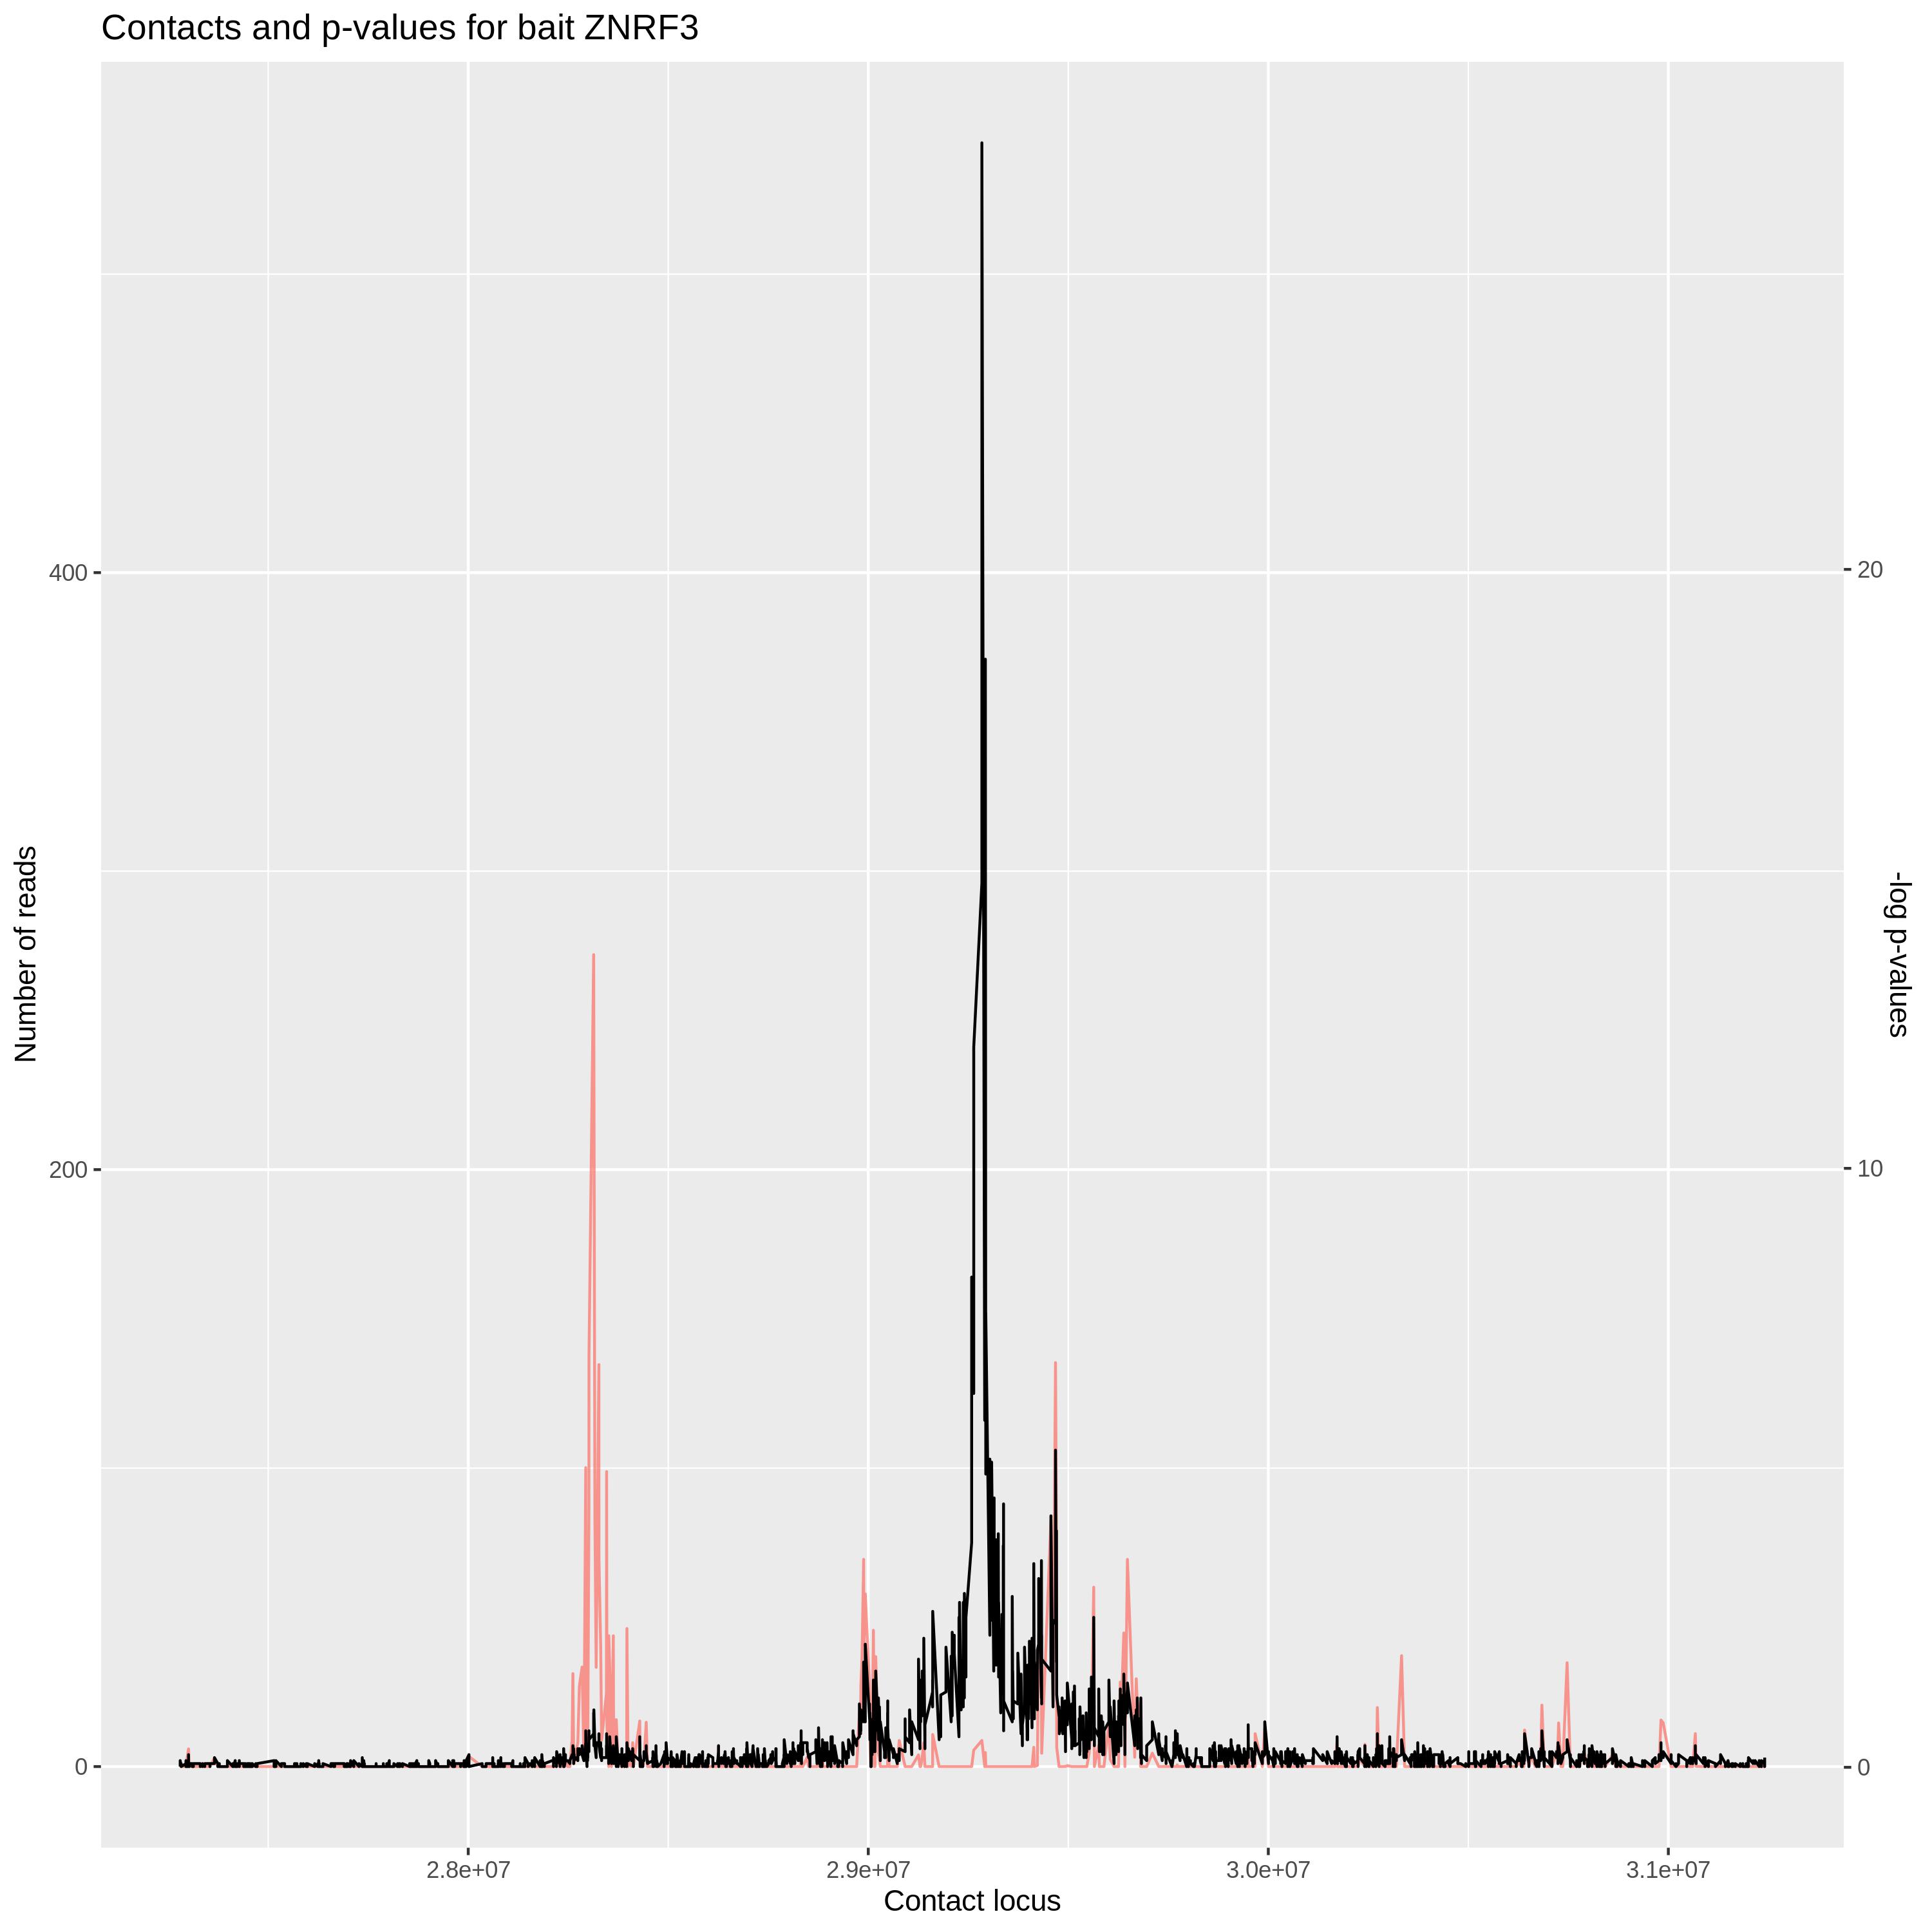 Contacts and p-values for bait ZNRF3
Number of reads
400
200
0
20
10
0
-log p-values
2.8e+07
2.9e+07
3.0e+07
3.1e+07
Contact locus